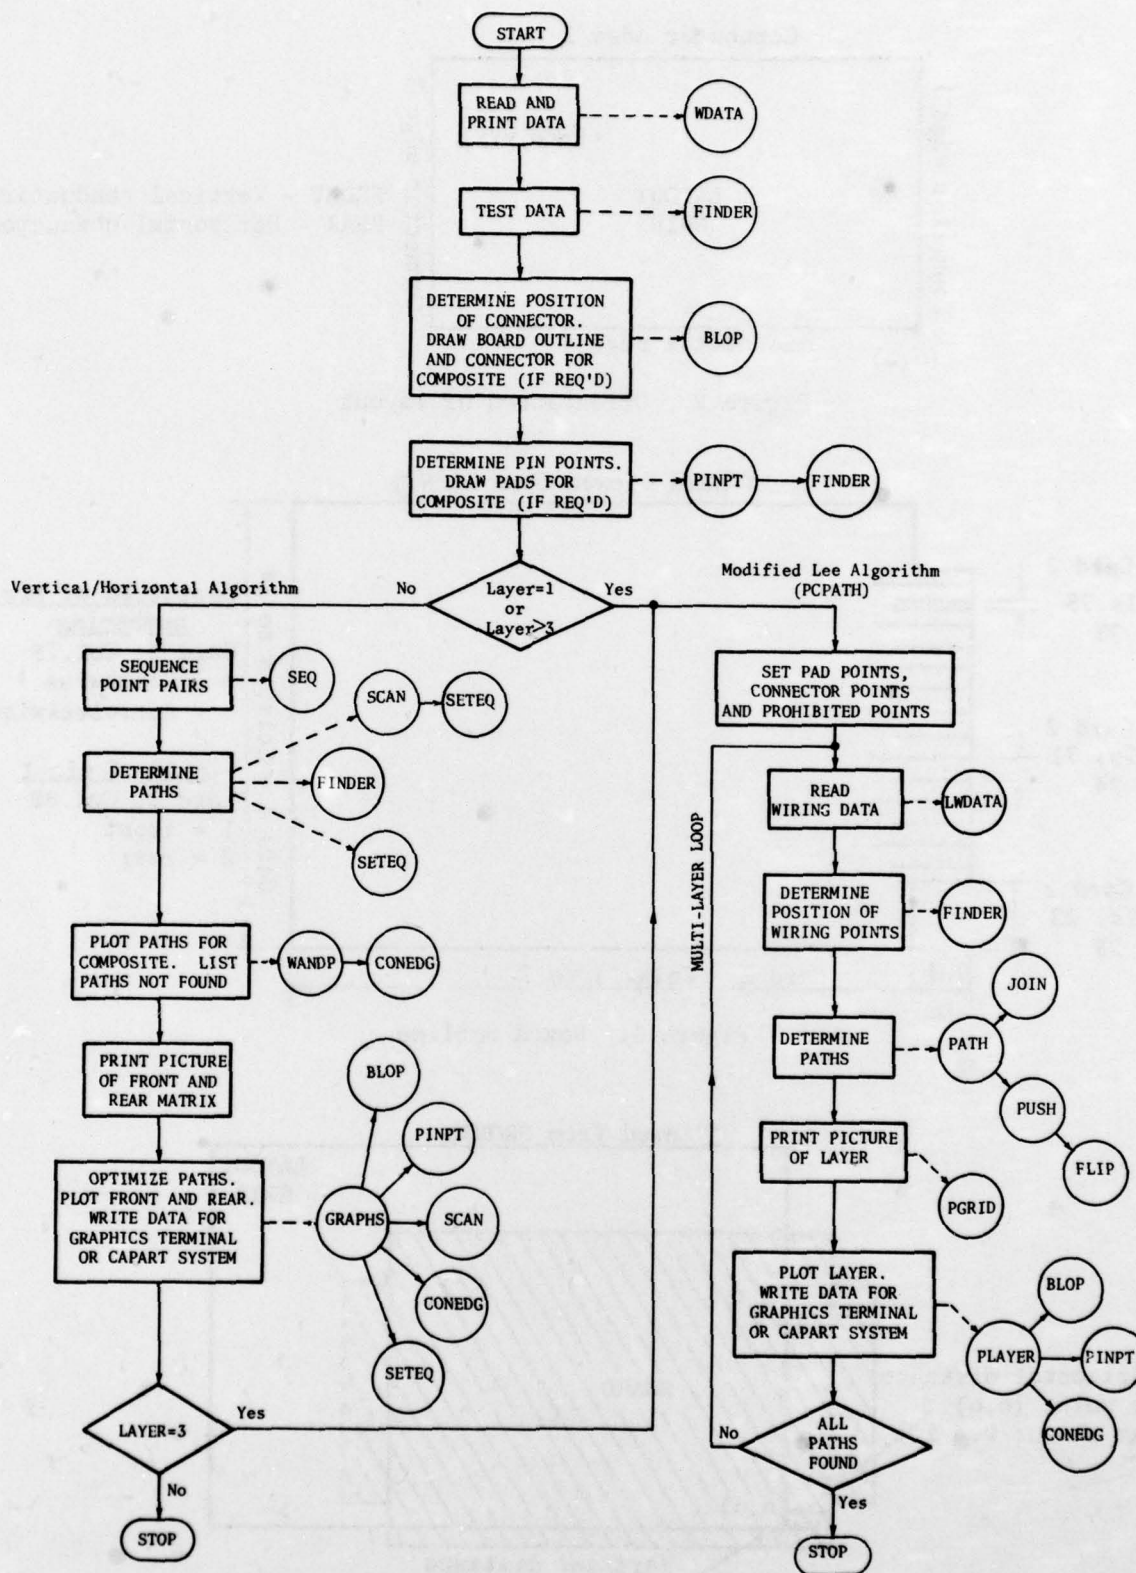 START
READ AND
PRINT DATA
WDATA
TEST DATA
FINDER
DETERMINE POSITION
OF CONNECTOR.
DRAW BOARD OUTLINE
AND CONNECTOR FOR
COMPOSITE (IF REQ'D)
BLOP
DETERMINE PIN POINTS.
DRAW PADS FOR
COMPOSITE (IF REQ'D)
PINPT
FINDER
Layer=1
or
Layer>3
No
Yes
Vertical/Horizontal Algorithm
SEQUENCE
POINT PAIRS
SEQ
DETERMINE
PATHS
SCAN
SETEQ
FINDER
SETEQ
PLOT PATHS FOR
COMPOSITE. LIST
PATHS NOT FOUND
WANDP
CONEDG
PRINT PICTURE
OF FRONT AND
REAR MATRIX
OPTIMIZE PATHS.
PLOT FRONT AND REAR.
WRITE DATA FOR
GRAPHICS TERMINAL
OR CAPART SYSTEM
GRAPHS
BLOP
PINPT
SCAN
CONEDG
SETEQ
LAYER=3
Yes
No
STOP
Modified Lee Algorithm
(PCPATH)
SET PAD POINTS,
CONNECTOR POINTS
AND PROHIBITED POINTS
MULTI-LAYER LOOP
READ
WIRING DATA
LWDATA
DETERMINE
POSITION OF
WIRING POINTS
FINDER
DETERMINE
PATHS
PATH
JOIN
PUSH
FLIP
PRINT PICTURE
OF LAYER
PGRID
PLOT LAYER.
WRITE DATA FOR
GRAPHICS TERMINAL
OR CAPART SYSTEM
PLAYER
BLOP
PINPT
CONEDG
ALL
PATHS
FOUND
No
Yes
STOP